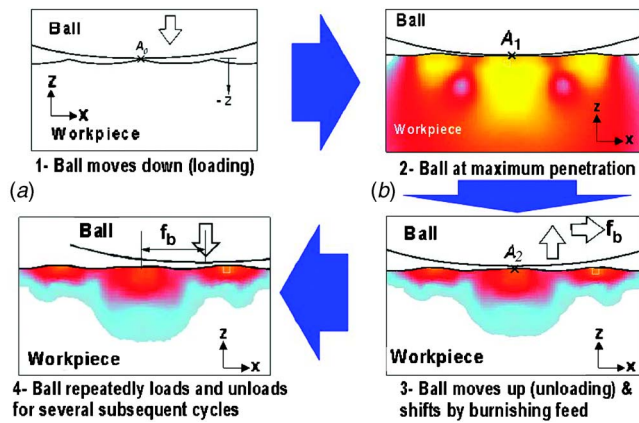 Ball
A₀
Z
X
- Z
Workpiece
1- Ball moves down (loading)
Ball
A₁
Z
X
Workpiece
2- Ball at maximum penetration
(a)
(b)
Ball
f_b
Z
X
Workpiece
4- Ball repeatedly loads and unloads
for several subsequent cycles
Ball
f_b
A₂
Z
X
Workpiece
3- Ball moves up (unloading) &
shifts by burnishing feed